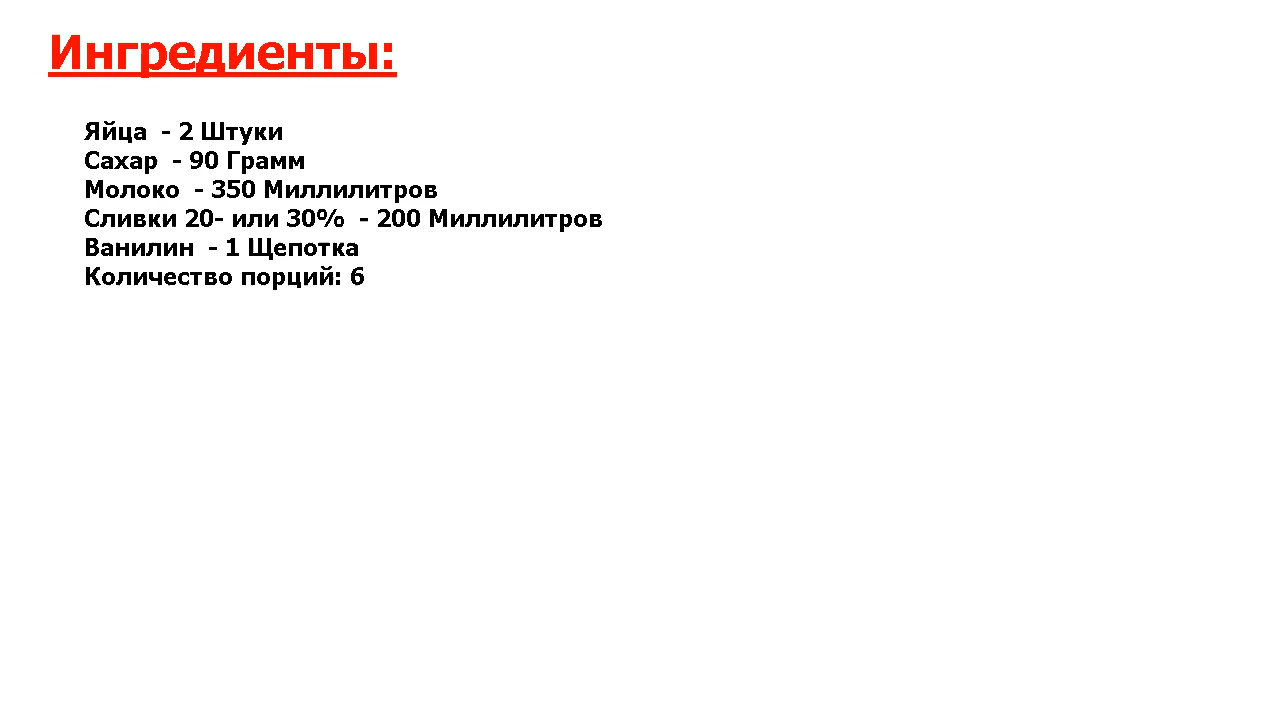 Ингредиенты:
Яйца  - 2 Штуки
Сахар  - 90 Грамм
Молоко  - 350 Миллилитров
Сливки 20- или 30%  - 200 Миллилитров
Ванилин  - 1 Щепотка
Количество порций: 6